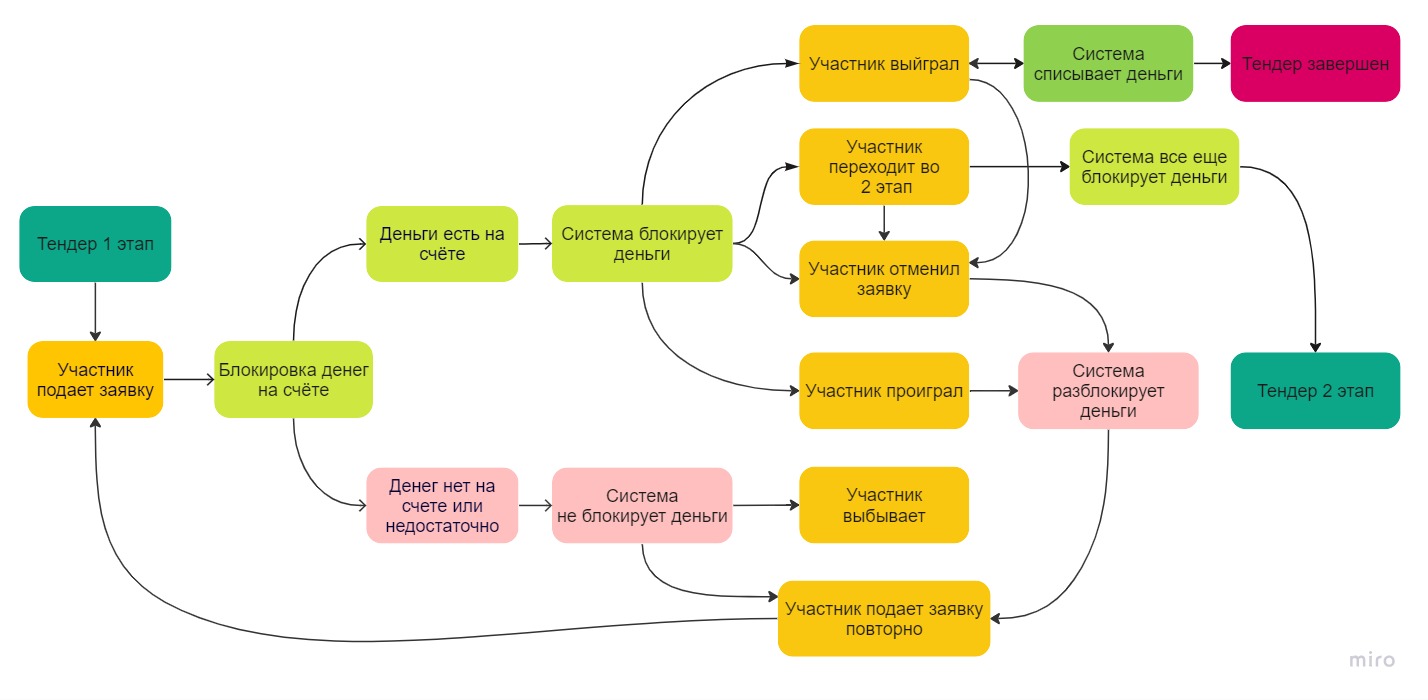 Участник выйграл
Система
списывает деньги
Тендер завершен
Участник
переходит во
2 этап
Система все еще
блокирует деньги
Тендер 1 этап
Деньги есть на
счёте
Система блокирует
деньги
Участник отменил
заявку
Участник
подает заявку
Блокировка денег
на счёте
Участник проиграл
Система
разблокирует
деньги
Тендер 2 этап
Денег нет на
счете или
недостаточно
Система
не блокирует деньги
Участник
выбывает
Участник подает заявку
повторно
miro